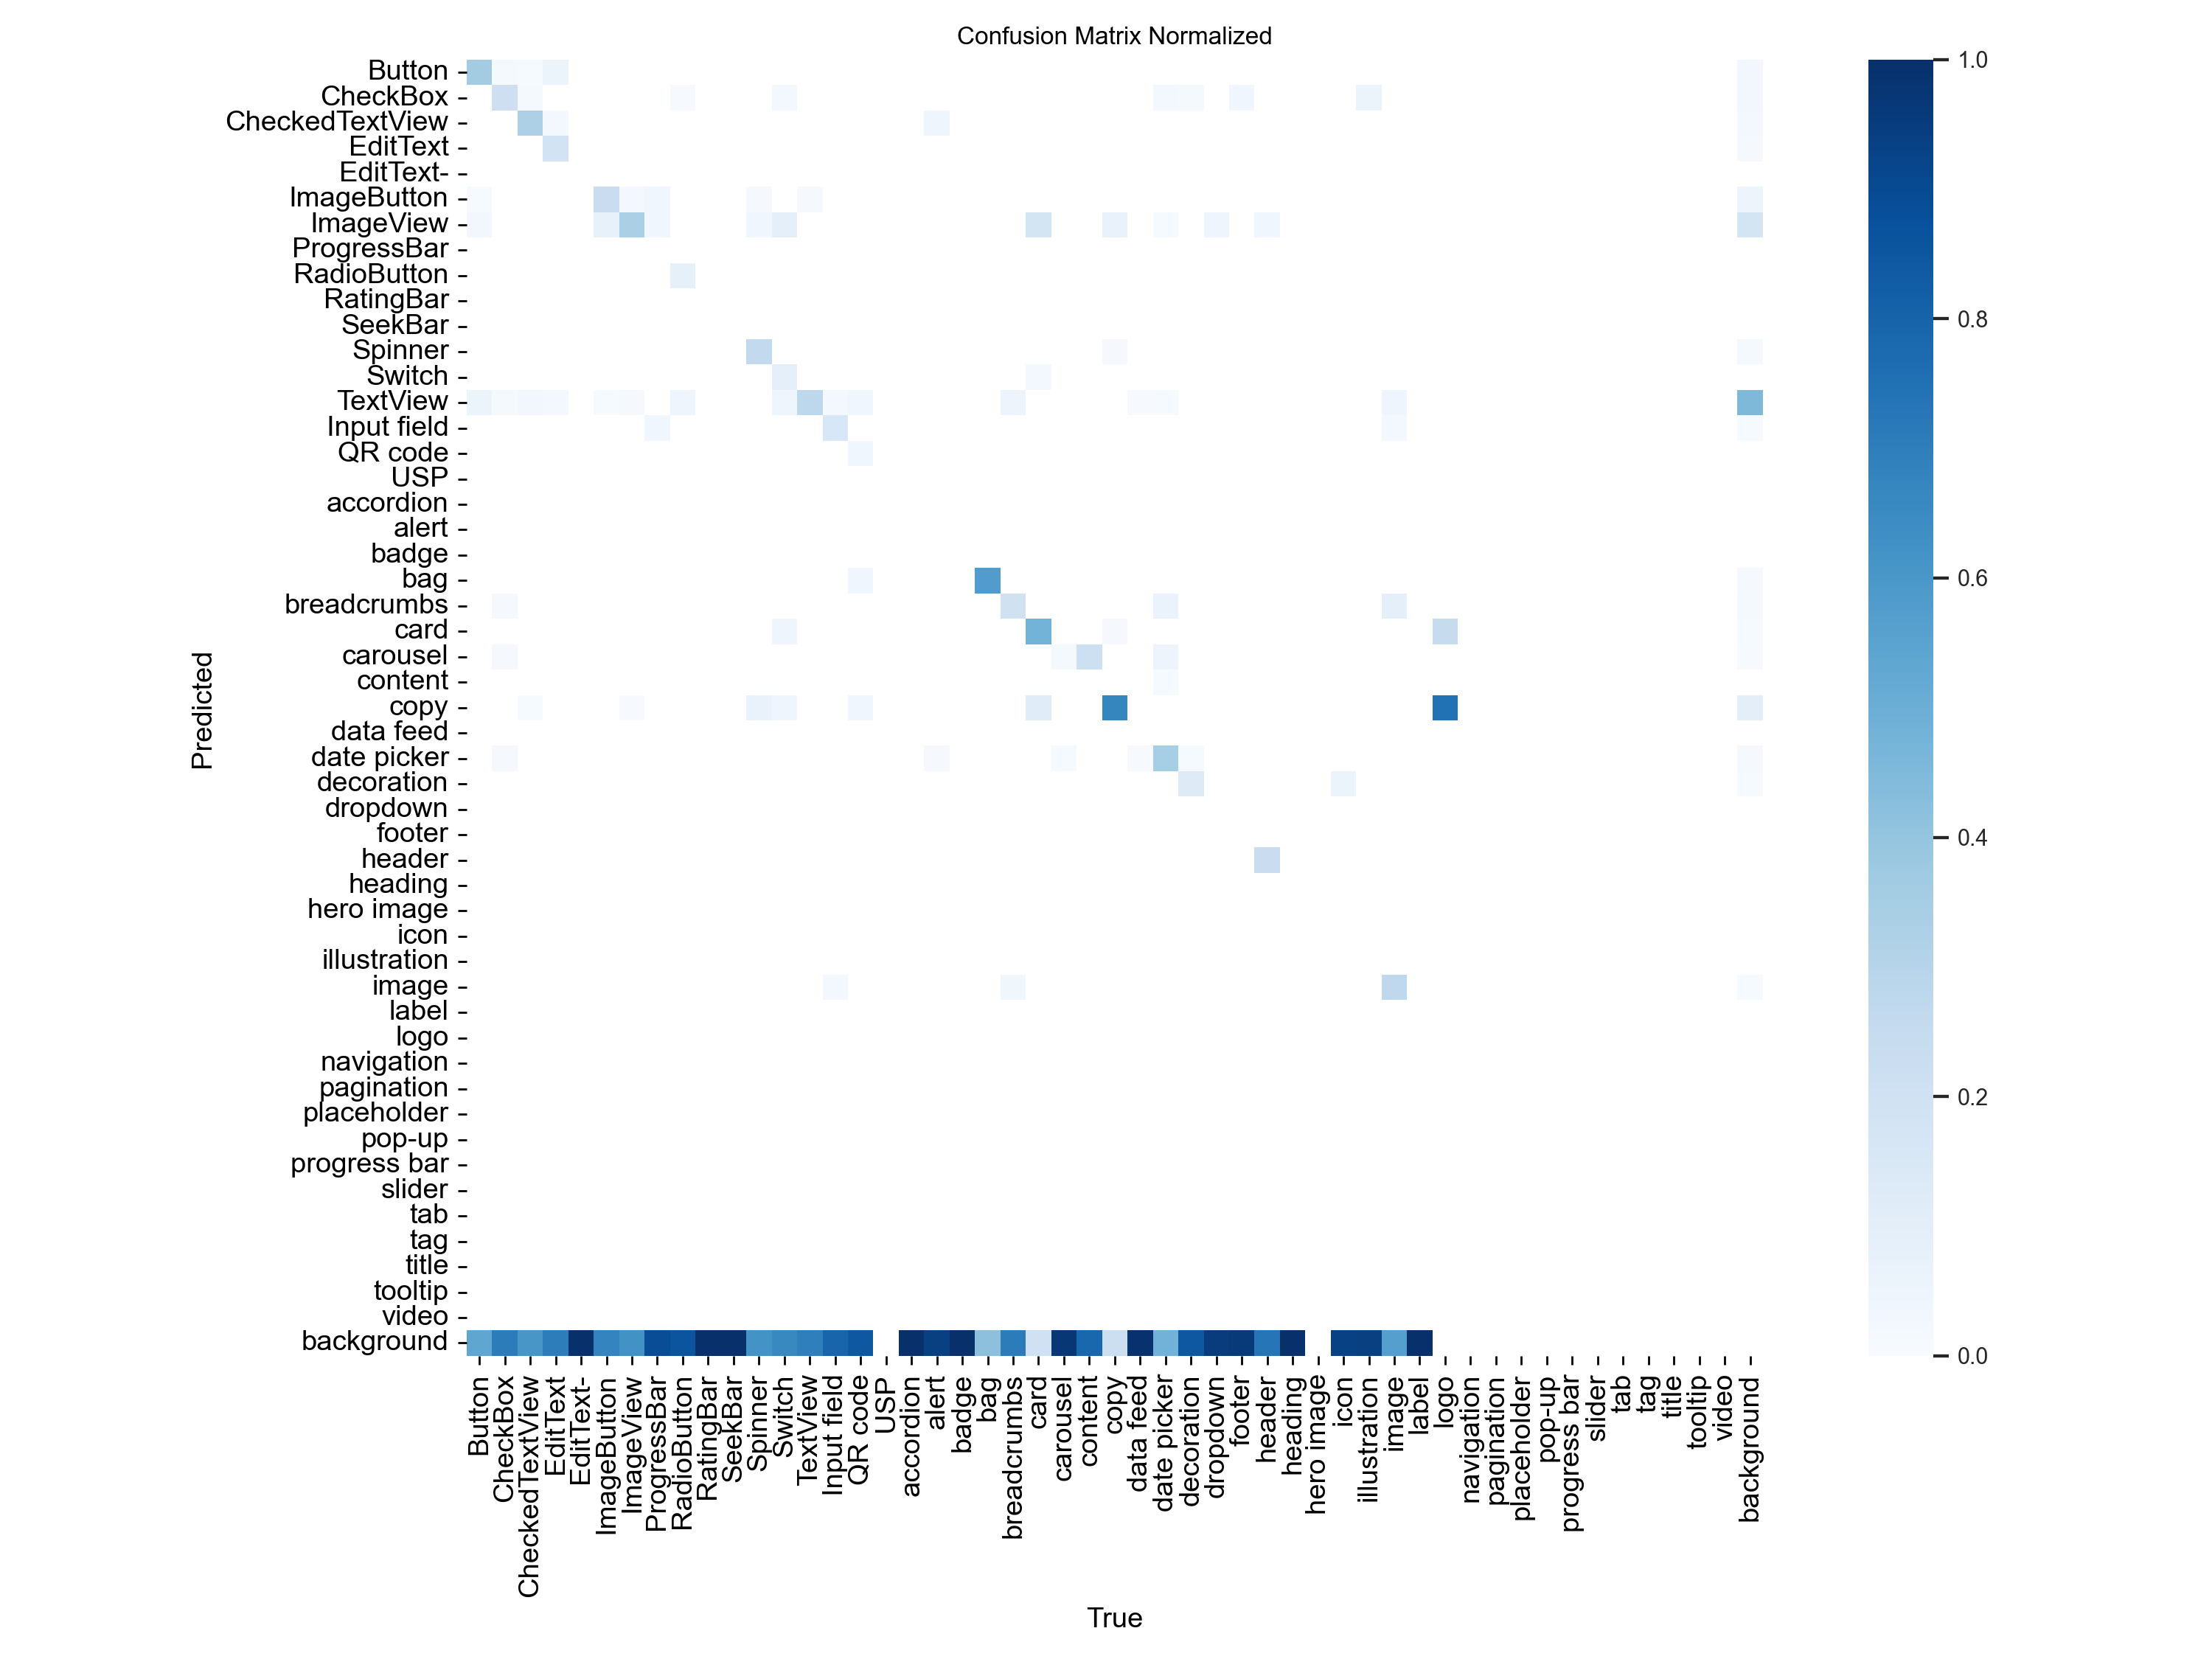 Confusion Matrix Normalized
Button
CheckBox
CheckedTextView
EditText
EditText-
ImageButton
ImageView
ProgressBar
RadioButton
RatingBar
SeekBar
Spinner
Switch
TextView
Input field
QR code
USP
accordion
alert
badge
bag
breadcrumbs
card
carousel
content
copy
data feed
date picker
decoration
dropdown
footer
header
heading
hero image
icon
illustration
image
label
logo
navigation
pagination
placeholder
pop-up
progress bar
slider
tab
tag
title
tooltip
video
background
Predicted
Button
CheckBox
CheckedTextView
EditText
EditText-
ImageButton
ImageView
ProgressBar
RadioButton
RatingBar
SeekBar
Spinner
Switch
TextView
Input field
QR code
USP
accordion
alert
badge
bag
breadcrumbs
card
carousel
content
copy
data feed
date picker
decoration
dropdown
footer
header
heading
hero image
icon
illustration
image
label
logo
navigation
pagination
placeholder
pop-up
progress bar
slider
tab
tag
title
tooltip
video
background
True
1.0
0.8
0.6
0.4
0.2
0.0